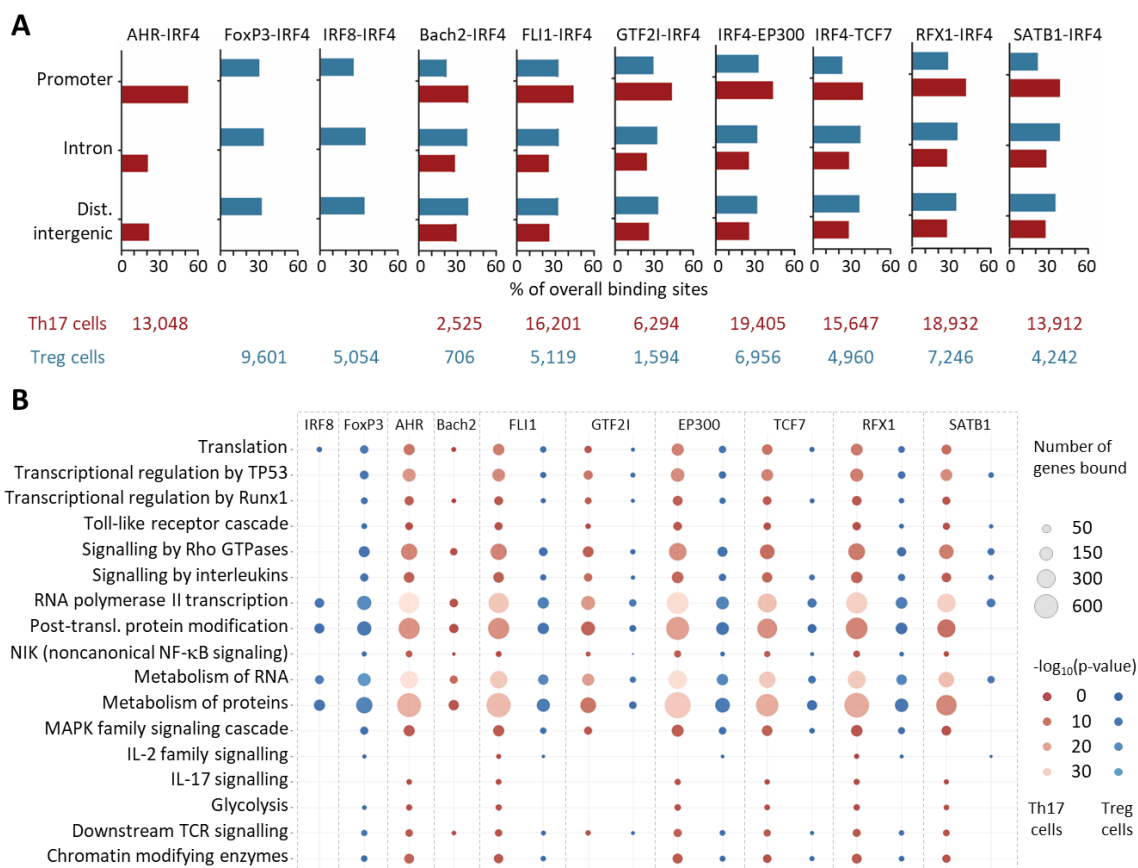 A
AHR-IRF4 FoxP3-IRF4 IRF8-IRF4 Bach2-IRF4 FLI1-IRF4 GTF2I-IRF4 IRF4-EP300 IRF4-TCF7 RFX1-IRF4 SATB1-IRF4
Promoter
Intron
Dist.
intergenic
0 30 60 0 30 60 0 30 60 0 30 60 0 30 60 0 30 60 0 30 60 0 30 60 0 30 60 0 30 60
% of overall binding sites
Th17 cells 13,048 2,525 16,201 6,294 19,405 15,647 18,932 13,912
Treg cells 9,601 5,054 706 5,119 1,594 6,956 4,960 7,246 4,242
B
IRF8 FoxP3 AHR Bach2 FLI1 GTF2I EP300 TCF7 RFX1 SATB1
Translation
Transcriptional regulation by TP53
Transcriptional regulation by Runx1
Toll-like receptor cascade
Signalling by Rho GTPases
Signalling by interleukins
RNA polymerase II transcription
Post-transl. protein modification
NIK (noncanonical NF-κB signaling)
Metabolism of RNA
Metabolism of proteins
MAPK family signaling cascade
IL-2 family signalling
IL-17 signalling
Glycolysis
Downstream TCR signalling
Chromatin modifying enzymes
Number of
genes bound
50
150
300
600
-log10(p-value)
0
10
20
30
Th17 Treg
cells cells